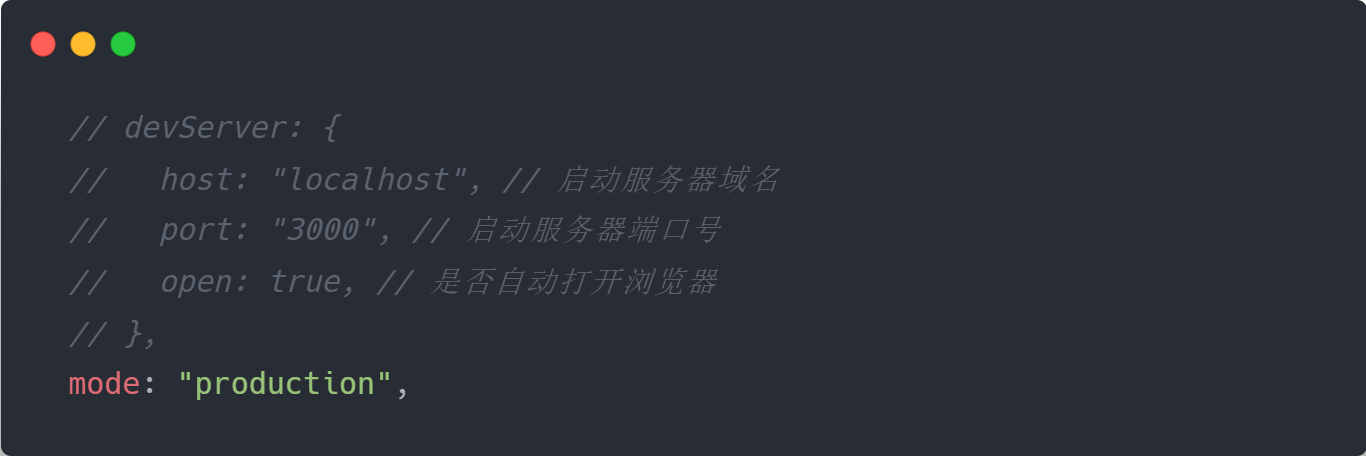 // devServer: {
//   host: "localhost", // 启动服务器域名
//   port: "3000", // 启动服务器端口号
//   open: true, // 是否自动打开浏览器
// },
mode: "production",